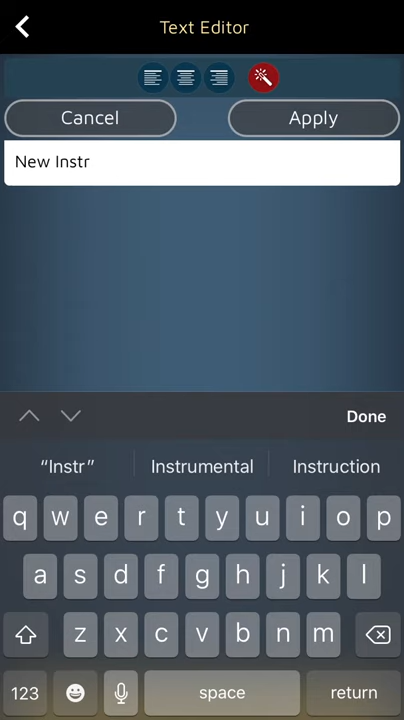 Text Editor
Cancel
Apply
New Instr
Done
“Instr”
Instrumental
Instruction
q w e r t y u i o p
a s d f g h j k l
z x c v b n m
123
space
return